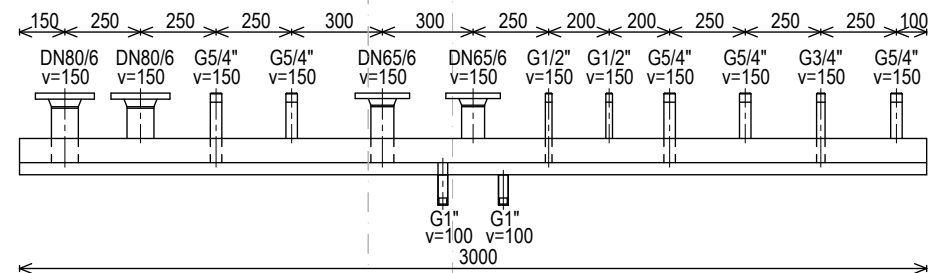 150 250 250 250 300 300 250 200 200 250 250 250 100
DN80/6 DN80/6 G5/4" G5/4" DN65/6 DN65/6 G1/2" G1/2" G5/4" G5/4" G3/4" G5/4"
v=150 v=150 v=150 v=150 v=150 v=150 v=150 v=150 v=150 v=150 v=150 v=150
G1" G1"
v=100 v=100
3000